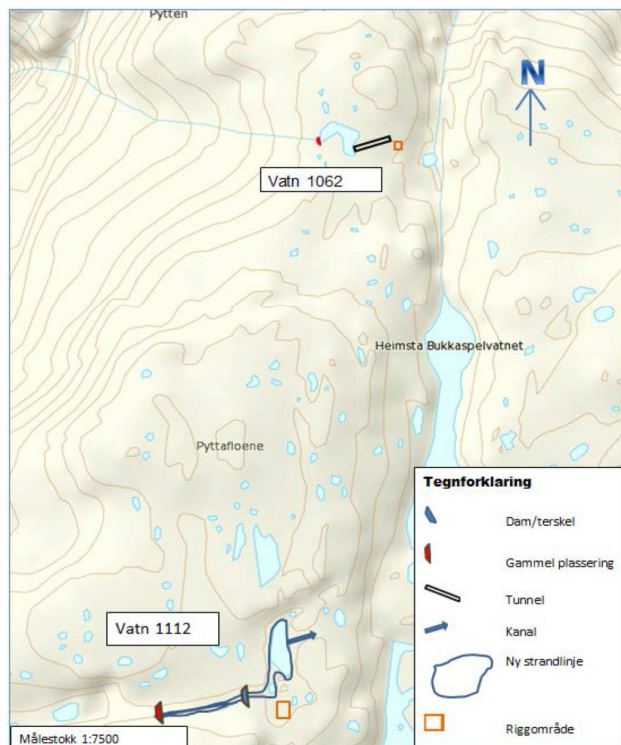 Pytten
N
Vatn 1062
Heimsta Bukkaspelvatnet
Pyttafloene
Vatn 1112
Målestokk 1:7500
Tegnforklaring
Dam/terskel
Gammel plassering
Tunnel
Kanal
Ny strandlinje
Riggområde